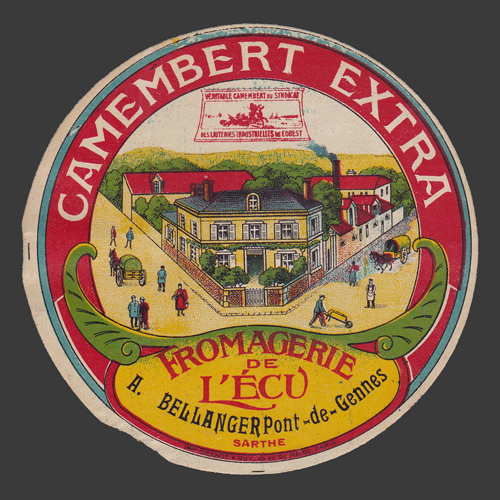 CAMEMBERT EXTRA
VÉRITABLE CAMEMBERT DU SYNDICAT
DES LAITERIES INDUSTRIELLES DE L'OUEST
FROMAGERIE
DE
L'ÉCU
A. BELLANGER Pont-de-Gennes
SARTHE